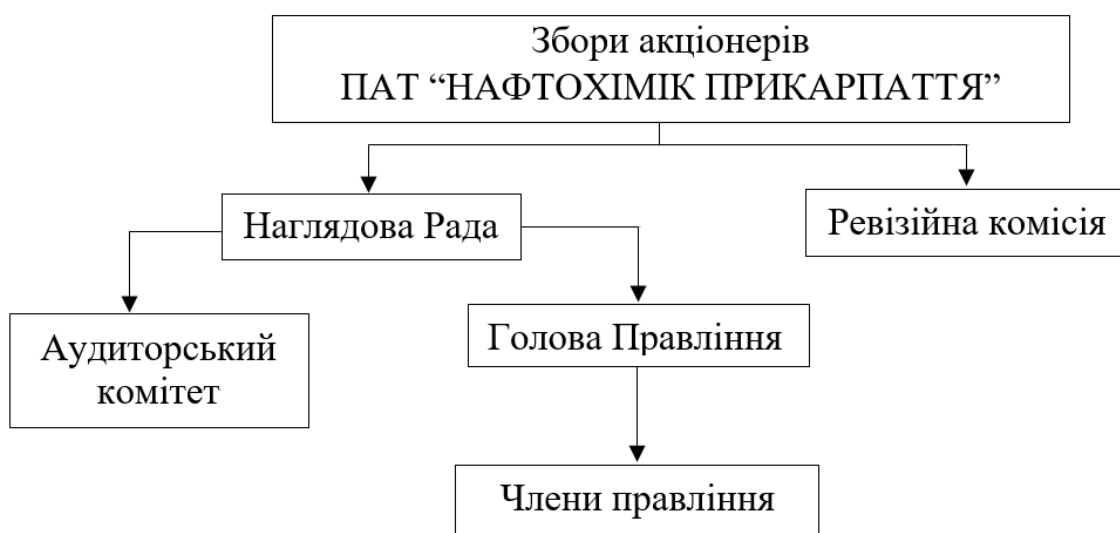 Збори акціонерів
ПАТ “НАФТОХІМІК ПРИКАРПАТТЯ”
Наглядова Рада
Ревізійна комісія
Аудиторський
комітет
Голова Правління
Члени правління